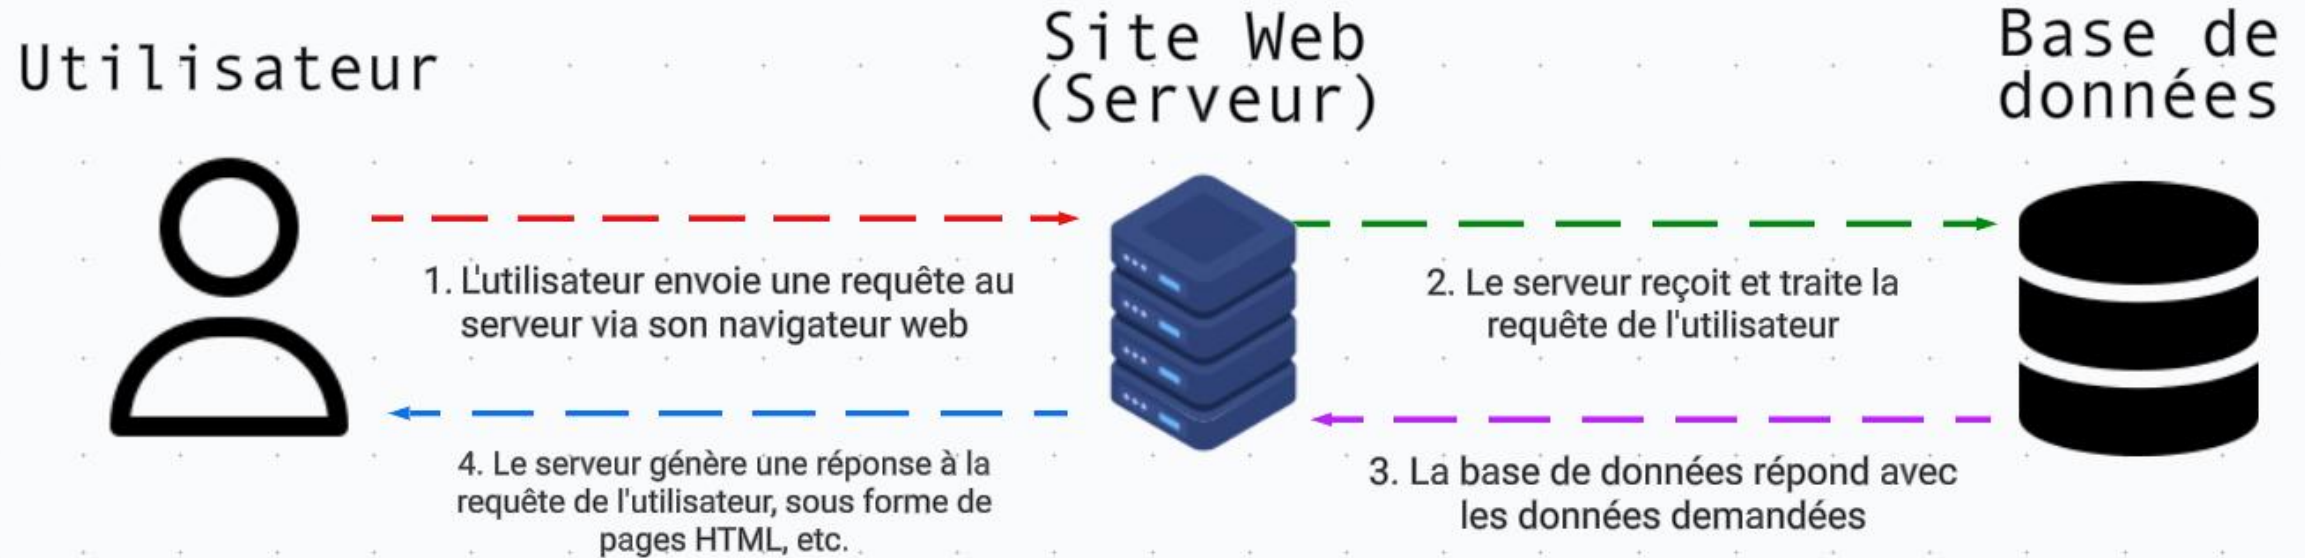 Utilisateur
Site Web
(Serveur)
Base de
données
1. L'utilisateur envoie une requête au
serveur via son navigateur web
2. Le serveur reçoit et traite la
requête de l'utilisateur
4. Le serveur génère une réponse à la
requête de l'utilisateur, sous forme de
pages HTML, etc.
3. La base de données répond avec
les données demandées